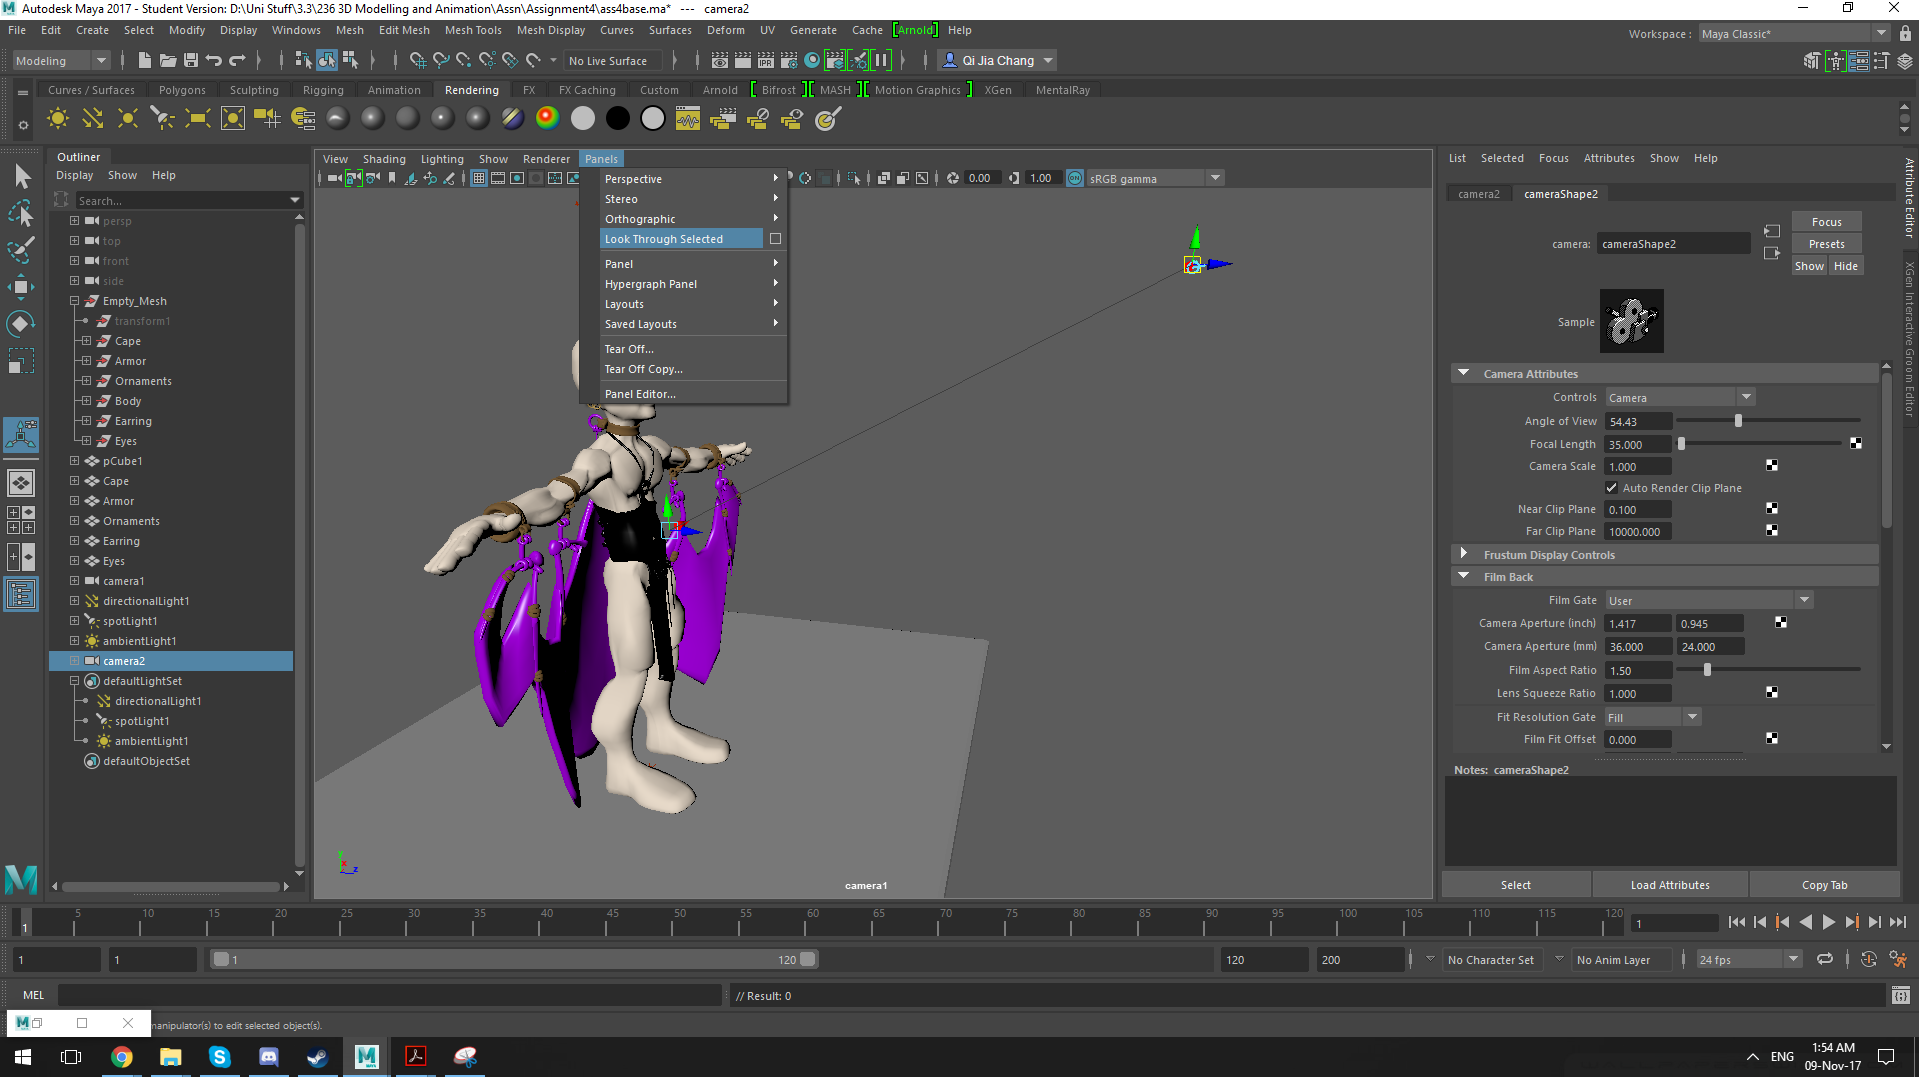 Autodesk Maya 2017 - Student Version: D:\Uni Stuff\3.3\236 3D Modelling and Animation\Assn\Assignment4\ass4base.ma* --- camera2
File Edit Create Select Modify Display Windows Mesh Edit Mesh Mesh Tools Mesh Display Curves Surfaces Deform UV Generate Cache [Arnold] Help
Workspace : Maya Classic*
Modeling No Live Surface Qi Jia Chang
Curves / Surfaces Polygons Sculpting Rigging Animation Rendering FX FX Caching Custom Arnold [ Bifrost ] [ MASH ] [ Motion Graphics ] XGen MentalRay
IPR
Outliner
Display Show Help
Search...
persp
top
front
side
Empty_Mesh
transform1
Cape
Armor
Ornaments
Body
Earring
Eyes
pCube1
Cape
Armor
Ornaments
Earring
Eyes
camera1
directionalLight1
spotLight1
ambientLight1
camera2
defaultLightSet
directionalLight1
spotLight1
ambientLight1
defaultObjectSet
View Shading Lighting Show Renderer Panels
0.00 1.00 ON sRGB gamma
Perspective
Stereo
Orthographic
Look Through Selected
Panel
Hypergraph Panel
Layouts
Saved Layouts
Tear Off...
Tear Off Copy...
Panel Editor...
y
z
camera1
List Selected Focus Attributes Show Help
camera2 cameraShape2
camera: cameraShape2
Focus
Presets
Show Hide
Sample
Camera Attributes
Controls Camera
Angle of View 54.43
Focal Length 35.000
Camera Scale 1.000
Auto Render Clip Plane
Near Clip Plane 0.100
Far Clip Plane 10000.000
Frustum Display Controls
Film Back
Film Gate User
Camera Aperture (inch) 1.417 0.945
Camera Aperture (mm) 36.000 24.000
Film Aspect Ratio 1.50
Lens Squeeze Ratio 1.000
Fit Resolution Gate Fill
Film Fit Offset 0.000
Notes: cameraShape2
Select Load Attributes Copy Tab
Attribute Editor
XGen Interactive Groom Editor
1 5 10 15 20 25 30 35 40 45 50 55 60 65 70 75 80 85 90 95 100 105 110 115 120
1
1 1 1 120 120 200 No Character Set No Anim Layer 24 fps
MEL // Result: 0
manipulator(s) to edit selected object(s).
ENG
1:54 AM
09-Nov-17